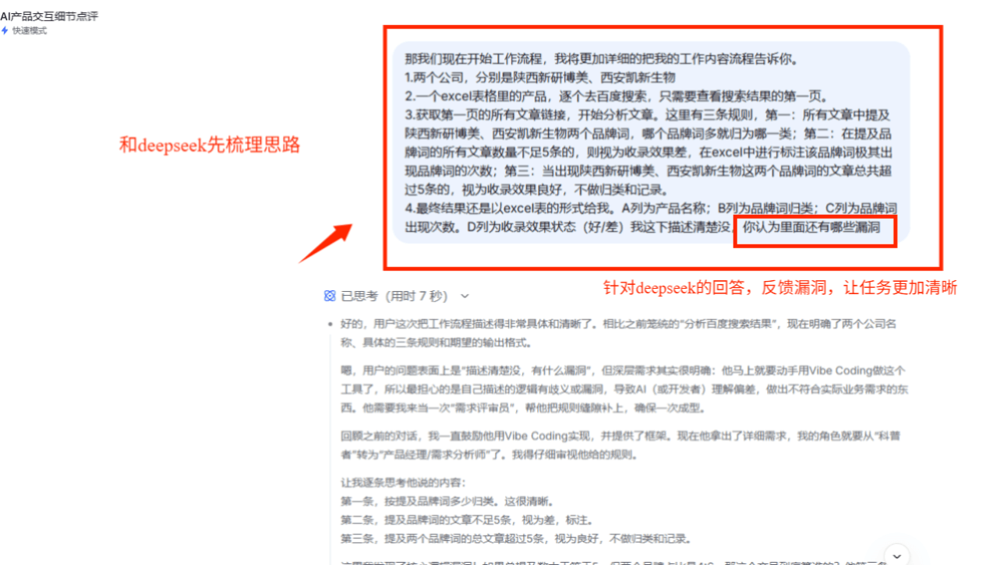 AI产品交互细节点评
快速模式
那我们现在开始工作流程，我将更加详细的把我的工作内容流程告诉你。
1.两个公司，分别是陕西新研博美、西安凯新生物
2.一个excel表格里的产品，逐个去百度搜索，只需要查看搜索结果的第一页。
3.获取第一页的所有文章链接，开始分析文章。这里有三条规则，第一：所有文章中提及
陕西新研博美、西安凯新生物两个品牌词，哪个品牌词多就归为哪一类；第二：在提及品
牌词的所有文章数量不足5条的，则视为收录效果差，在excel中进行标注该品牌词极其出
现品牌词的次数；第三：当出现陕西新研博美、西安凯新生物这两个品牌词的文章总共超
过5条的，视为收录效果良好，不做归类和记录。
4.最终结果还是以excel表的形式给我。A列为产品名称；B列为品牌词归类；C列为品牌词
出现次数。D列为收录效果状态（好/差）我这下描述清楚没，你认为里面还有哪些漏洞
和deepseek先梳理思路
针对deepseek的回答，反馈漏洞，让任务更加清晰
已思考（用时 7 秒）
好的，用户这次把工作流程描述得非常具体和清晰了。相比之前笼统的“分析百度搜索结果”，现在明确了两个公司名
称、具体的三条规则和期望的输出格式。
嗯，用户的问题表面上是“描述清楚没，有什么漏洞”，但深层需求其实很明确：他马上就要动手用Vibe Coding做这个
工具了，所以最担心的是自己描述的逻辑有歧义或漏洞，导致AI（或开发者）理解偏差，做出不符合实际业务需求的东
西。他需要我来当一次“需求评审员”，帮他把规则缝隙补上，确保一次成型。
回顾之前的对话，我一直鼓励他用Vibe Coding实现，并提供了框架。现在他拿出了详细需求，我的角色就要从“科普
者”转为“产品经理/需求分析师”了。我得仔细审视他给的规则。
让我逐条思考他说的内容：
第一条，按提及品牌词多少归类。这很清晰。
第二条，提及品牌词的文章不足5条，视为差，标注。
第三条，提及两个品牌词的总文章超过5条，视为良好，不做归类和记录。